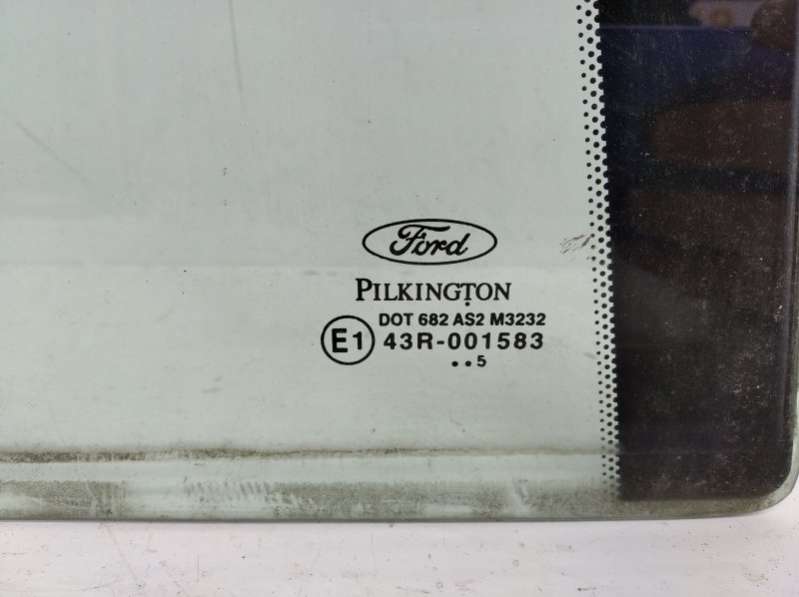 Ford
PILKINGTON
DOT 682 AS2 M3232
E1 43R-001583
..5